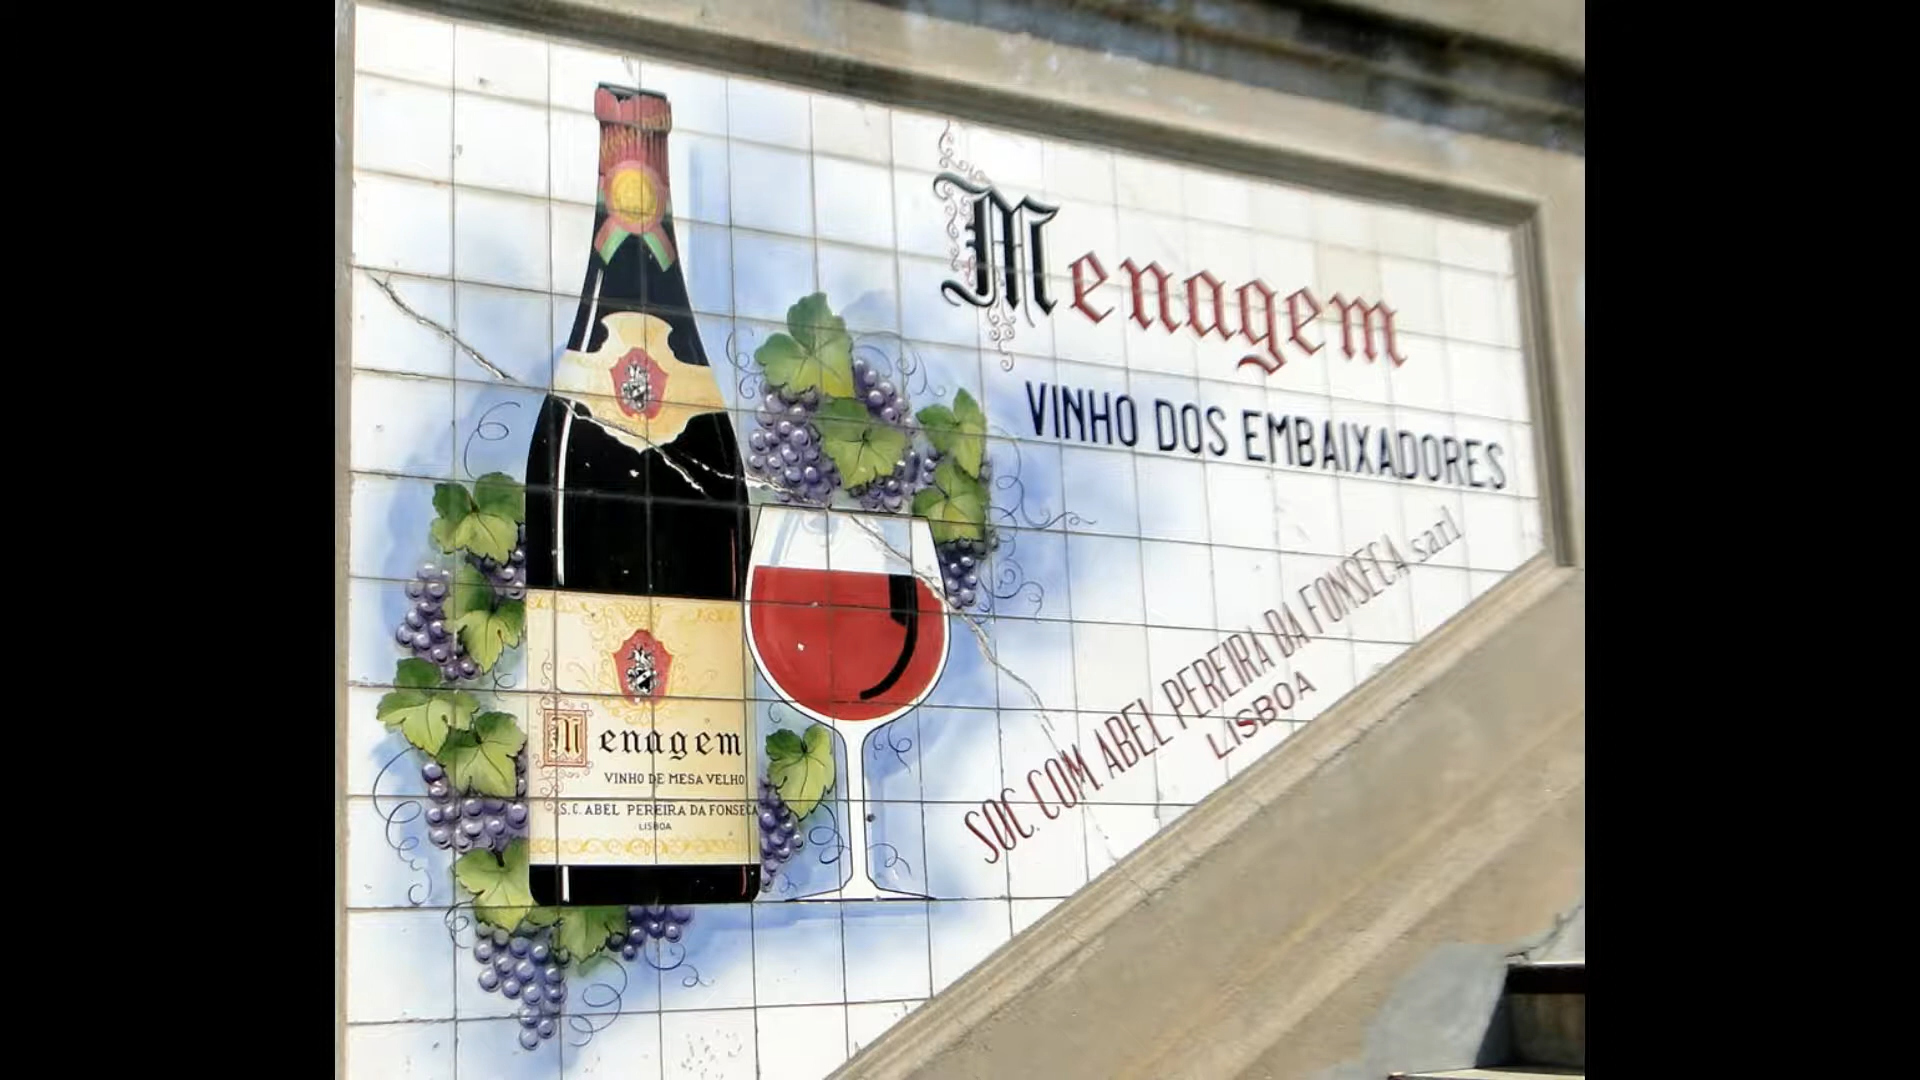 Menagem
VINHO DOS EMBAIXADORES
SOC. COM. ABEL PEREIRA DA FONSECA sarl
LISBOA
Menagem
VINHO DE MESA VELHO
S. C. ABEL PEREIRA DA FONSECA
LISBOA